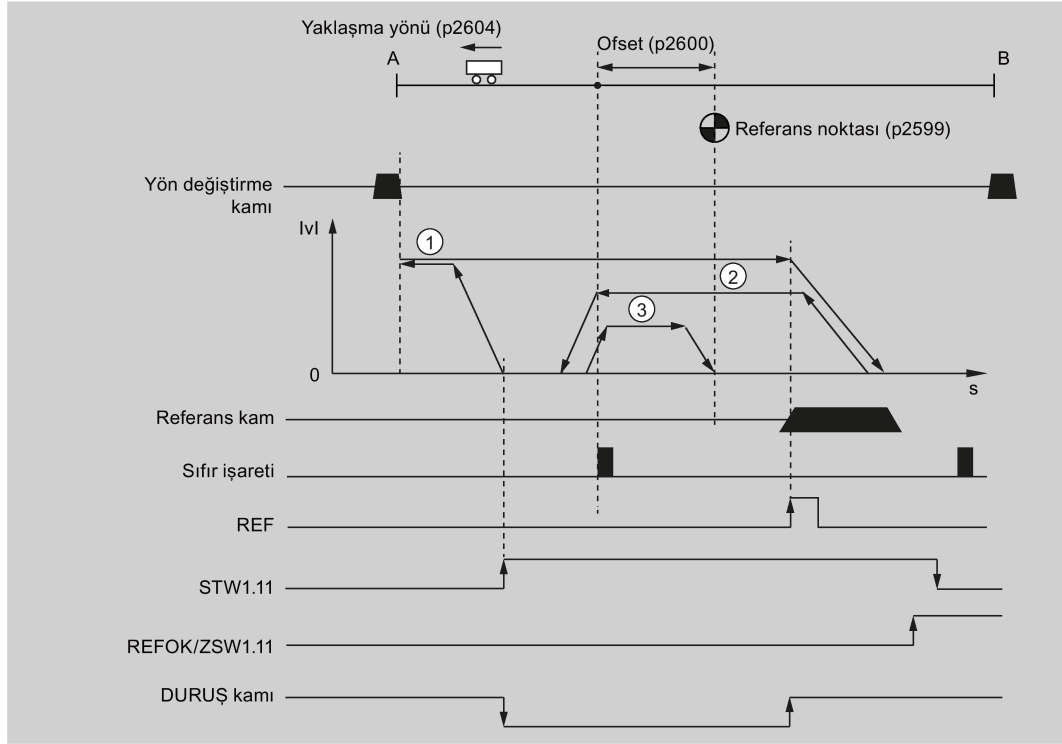 Yaklaşma yönü (p2604)
Ofset (p2600)
A
B
Referans noktası (p2599)
Yön değiştirme
kamı
IvI
1
2
3
0
s
Referans kam
Sıfır işareti
REF
STW1.11
REFOK/ZSW1.11
DURUŞ kamı